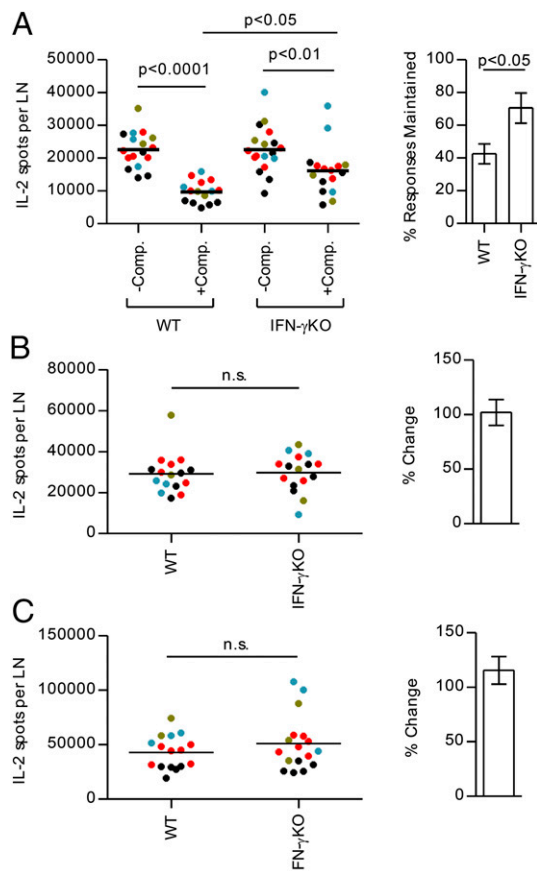 A
p<0.05
p<0.0001
p<0.01
IL-2 spots per LN
50000
40000
30000
20000
10000
0
-Comp.
+Comp.
-Comp.
+Comp.
WT
IFN-γKO
p<0.05
% Responses Maintained
100
80
60
40
20
0
WT
IFN-γKO
B
n.s.
IL-2 spots per LN
80000
60000
40000
20000
0
WT
IFN-γKO
% Change
150
100
50
0
C
n.s.
IL-2 spots per LN
150000
100000
50000
0
WT
FN-γKO
% Change
150
100
50
0